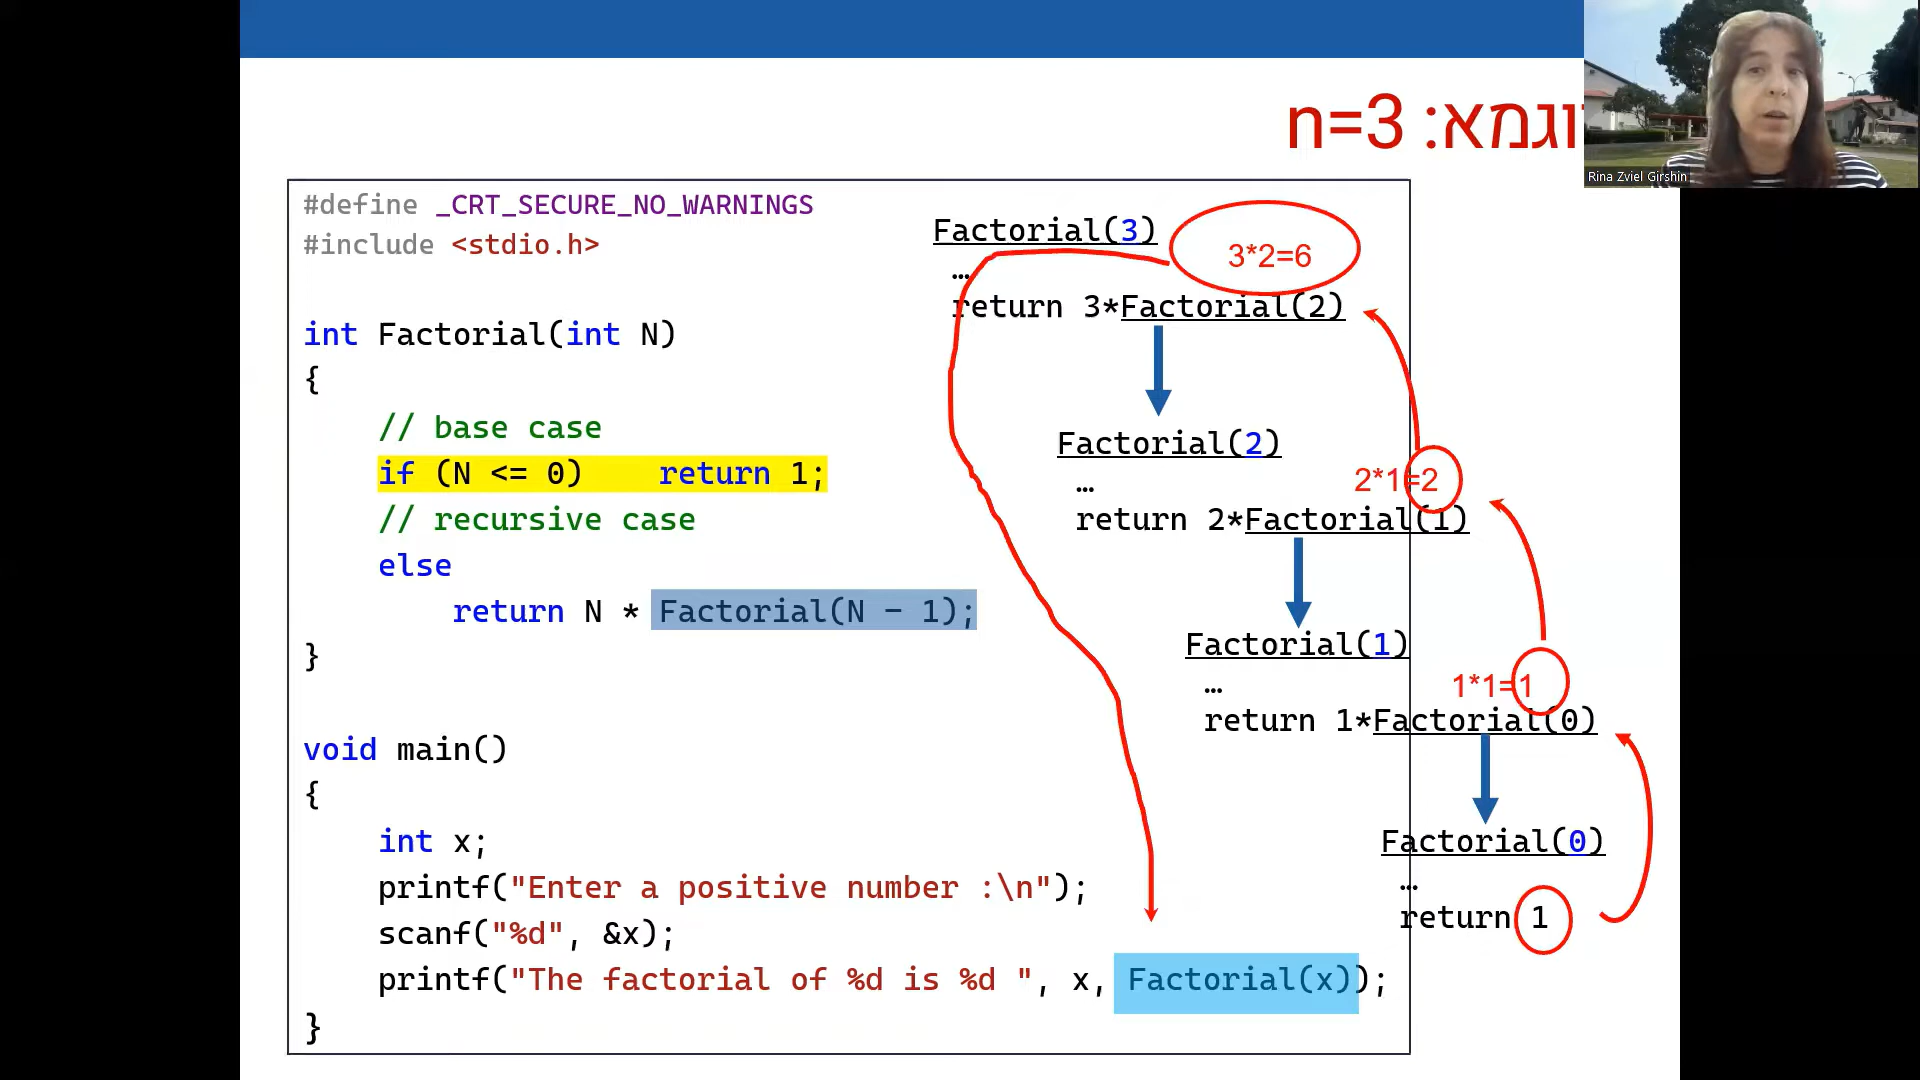 דוגמא: n=3
Rina Zviel Girshin
#define _CRT_SECURE_NO_WARNINGS
#include <stdio.h>
int Factorial(int N)
{
// base case
if (N <= 0) return 1;
// recursive case
else
return N * Factorial(N - 1);
}
void main()
{
int x;
printf("Enter a positive number :\n");
scanf("%d", &x);
printf("The factorial of %d is %d ", x, Factorial(x));
}
Factorial(3)
3*2=6
…
return 3*Factorial(2)
Factorial(2)
2*1=2
…
return 2*Factorial(1)
Factorial(1)
1*1=1
…
return 1*Factorial(0)
Factorial(0)
…
return 1